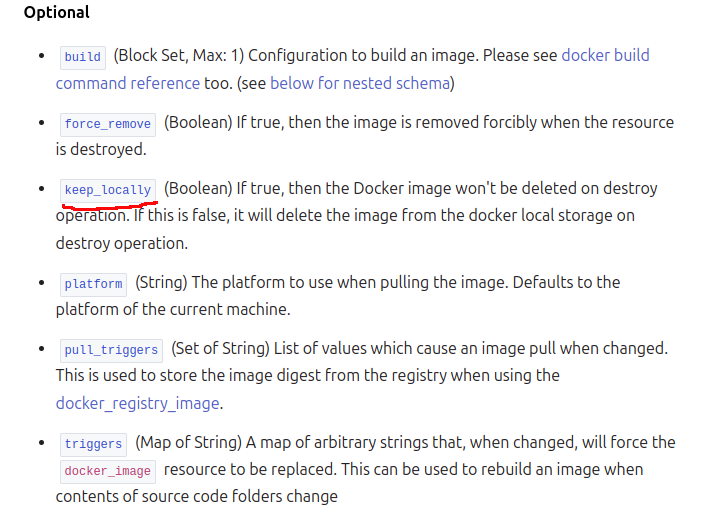 Optional
build (Block Set, Max: 1) Configuration to build an image. Please see docker build
command reference too. (see below for nested schema)
force_remove (Boolean) If true, then the image is removed forcibly when the resource
is destroyed.
keep_locally (Boolean) If true, then the Docker image won't be deleted on destroy
operation. If this is false, it will delete the image from the docker local storage on
destroy operation.
platform (String) The platform to use when pulling the image. Defaults to the
platform of the current machine.
pull_triggers (Set of String) List of values which cause an image pull when changed.
This is used to store the image digest from the registry when using the
docker_registry_image.
triggers (Map of String) A map of arbitrary strings that, when changed, will force the
docker_image resource to be replaced. This can be used to rebuild an image when
contents of source code folders change